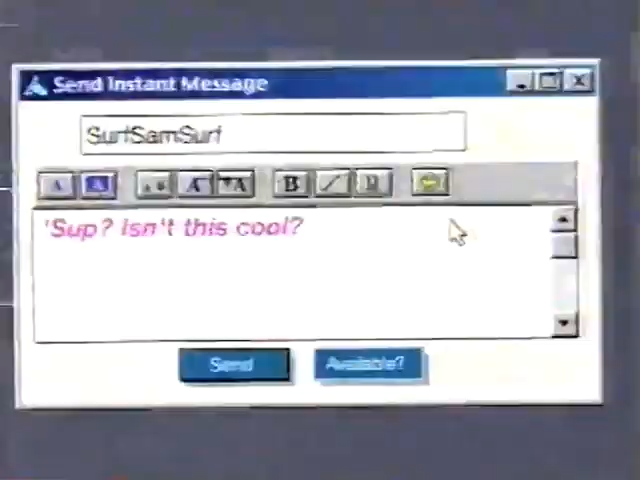 Send Instant Message
SurfSamSurf
A A A B A A B I U
'Sup? Isn't this cool?
Send Available?